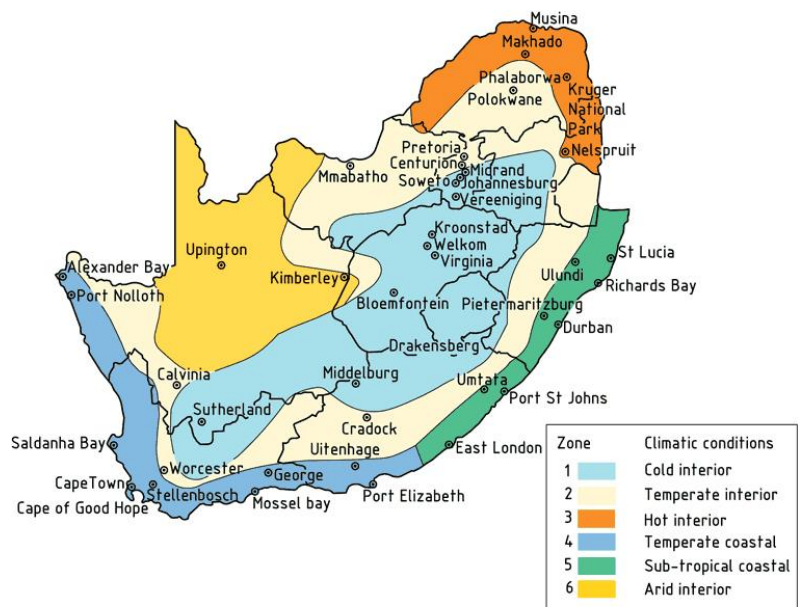 Musina
Makhado
Phalaborwa
Polokwane
Kryger
National
Park
Pretoria
Centurion
Nelspruit
Mmabatho
Midrand
Soweto
Johannesburg
Vereeniging
Kroonstad
Welkom
Virginia
Upington
Kimberley
Ulundi
St Lucia
Alexander Bay
Port Nolloth
Bloemfontein
Pietermaritzburg
Richards Bay
Durban
Drakensberg
Calvinia
Middelburg
Umtata
Port St Johns
Sutherland
Cradock
Saldanha Bay
Uitenhage
East London
Worcester
George
CapeTown
Stellenbosch
Port Elizabeth
Cape of Good Hope
Mossel bay
Zone Climatic conditions
1 Cold interior
2 Temperate interior
3 Hot interior
4 Temperate coastal
5 Sub-tropical coastal
6 Arid interior